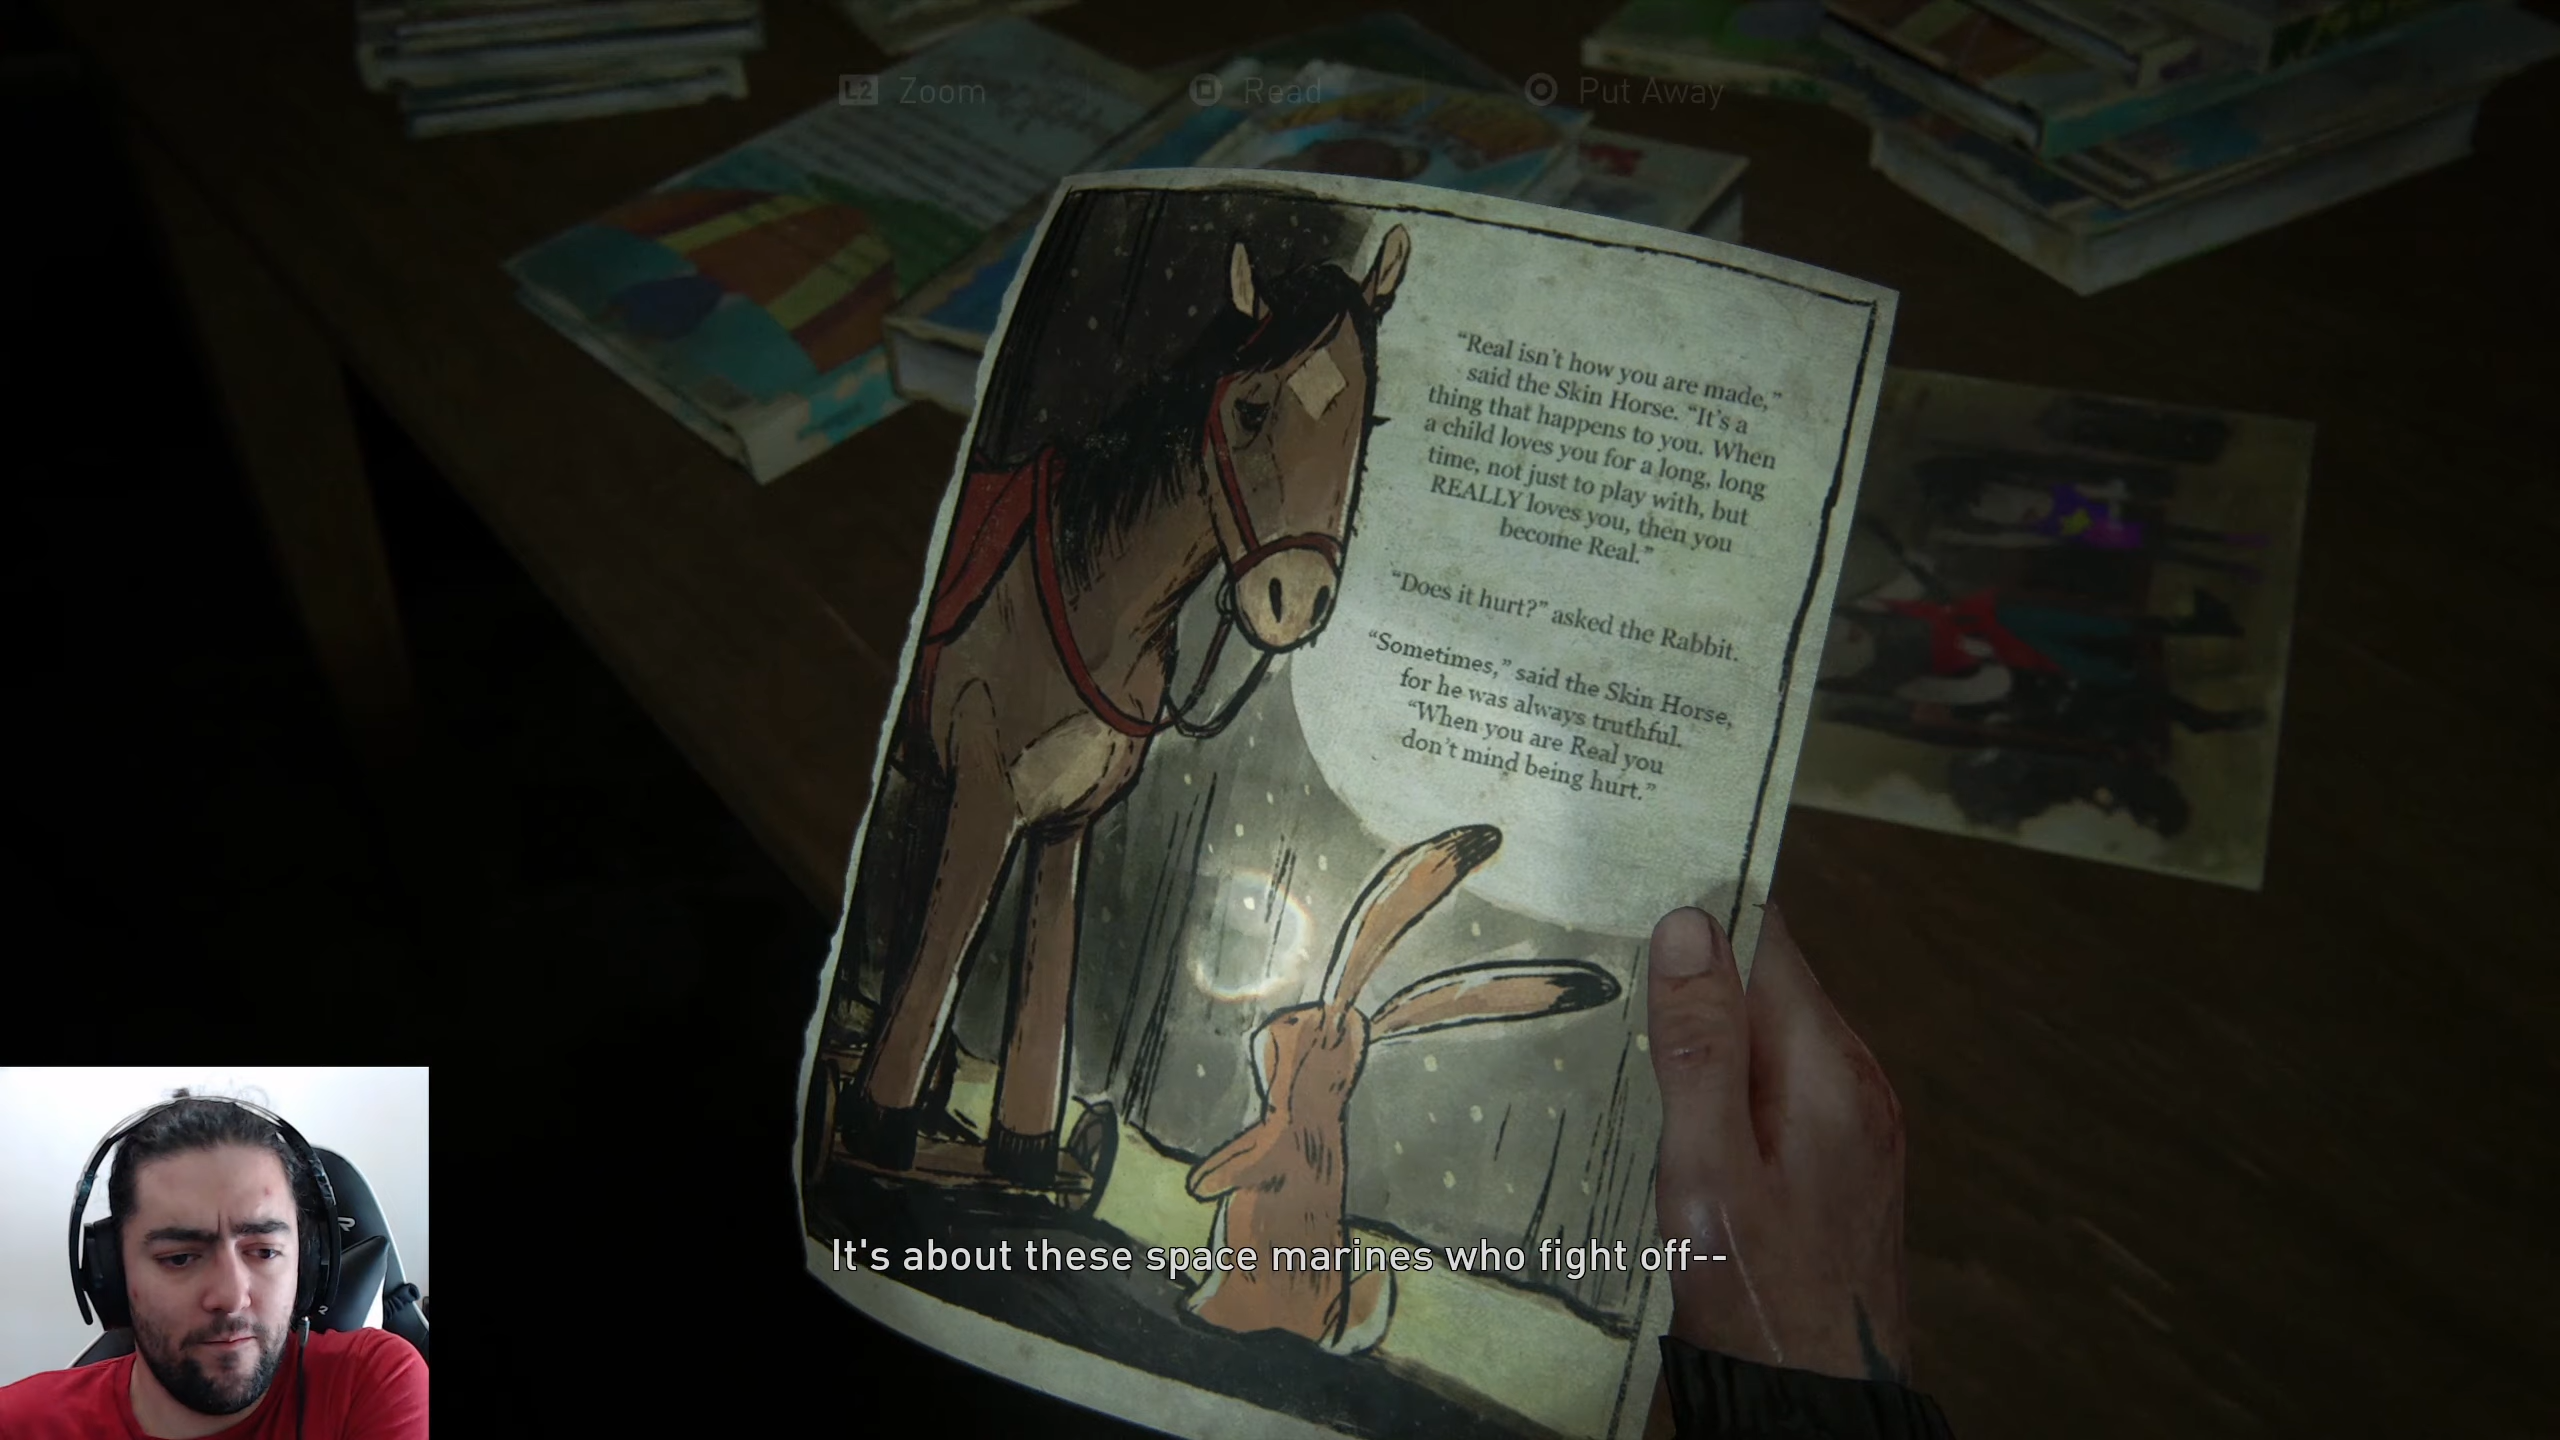 L2 Zoom
Read
Put Away
“Real isn’t how you are made,”
said the Skin Horse. “It’s a
thing that happens to you. When
a child loves you for a long, long
time, not just to play with, but
REALLY loves you, then you
become Real.”
“Does it hurt?” asked the Rabbit.
“Sometimes,” said the Skin Horse,
for he was always truthful.
“When you are Real you
don’t mind being hurt.”
It's about these space marines who fight off--